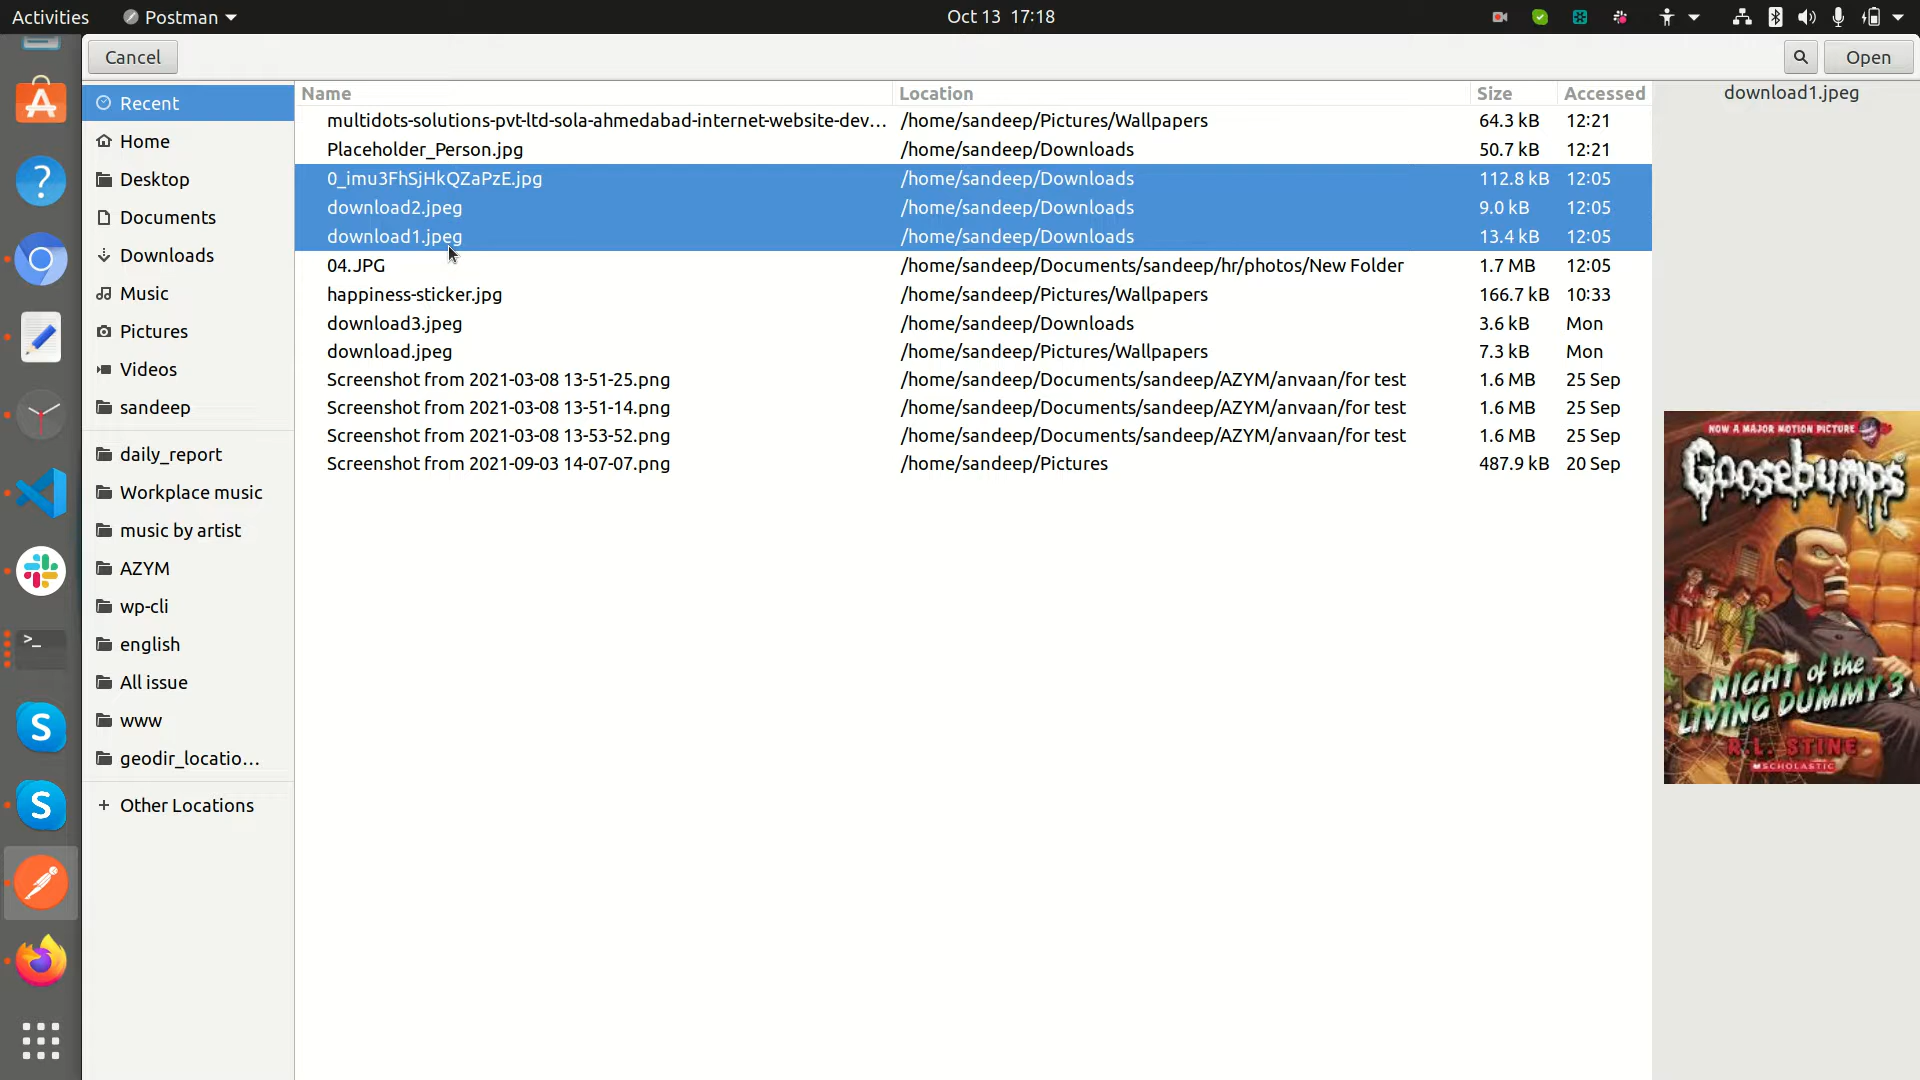 Activities Postman Oct 13 17:18
Cancel Open
Name Location Size Accessed
Recent
Home
Desktop
Documents
Downloads
Music
Pictures
Videos
sandeep
daily_report
Workplace music
music by artist
AZYM
wp-cli
english
All issue
www
geodir_locatio...
+ Other Locations
multidots-solutions-pvt-ltd-sola-ahmedabad-internet-website-dev... /home/sandeep/Pictures/Wallpapers 64.3 kB 12:21
Placeholder_Person.jpg /home/sandeep/Downloads 50.7 kB 12:21
0_imu3FhSjHkQZaPzE.jpg /home/sandeep/Downloads 112.8 kB 12:05
download2.jpeg /home/sandeep/Downloads 9.0 kB 12:05
download1.jpeg /home/sandeep/Downloads 13.4 kB 12:05
04.JPG /home/sandeep/Documents/sandeep/hr/photos/New Folder 1.7 MB 12:05
happiness-sticker.jpg /home/sandeep/Pictures/Wallpapers 166.7 kB 10:33
download3.jpeg /home/sandeep/Downloads 3.6 kB Mon
download.jpeg /home/sandeep/Pictures/Wallpapers 7.3 kB Mon
Screenshot from 2021-03-08 13-51-25.png /home/sandeep/Documents/sandeep/AZYM/anvaan/for test 1.6 MB 25 Sep
Screenshot from 2021-03-08 13-51-14.png /home/sandeep/Documents/sandeep/AZYM/anvaan/for test 1.6 MB 25 Sep
Screenshot from 2021-03-08 13-53-52.png /home/sandeep/Documents/sandeep/AZYM/anvaan/for test 1.6 MB 25 Sep
Screenshot from 2021-09-03 14-07-07.png /home/sandeep/Pictures 487.9 kB 20 Sep
download1.jpeg
NOW A MAJOR MOTION PICTURE
Goosebumps
NIGHT of the
LIVING DUMMY 3
R.L. STINE
SCHOLASTIC